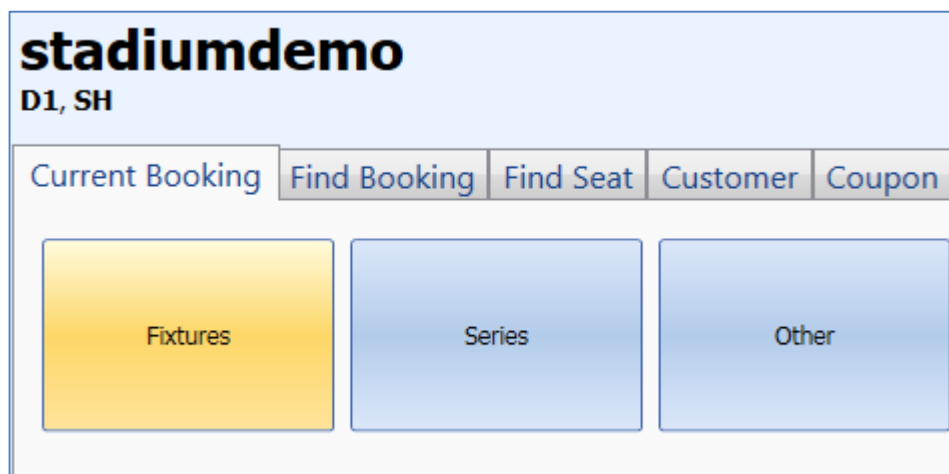 stadiumdemo
D1, SH
Current Booking Find Booking Find Seat Customer Coupon
Fixtures Series Other